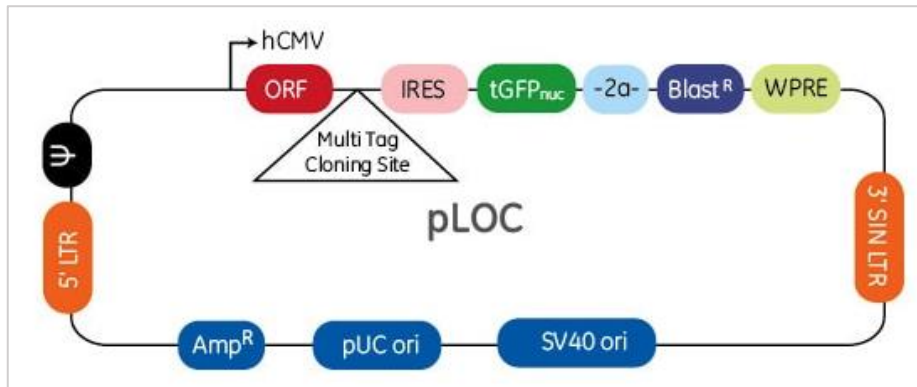 hCMV
ORF
IRES
tGFPnuc
-2a-
Blast R
WPRE
Multi Tag
Cloning Site
Ψ
5' LTR
pLOC
3' SIN LTR
AmpR
pUC ori
SV40 ori